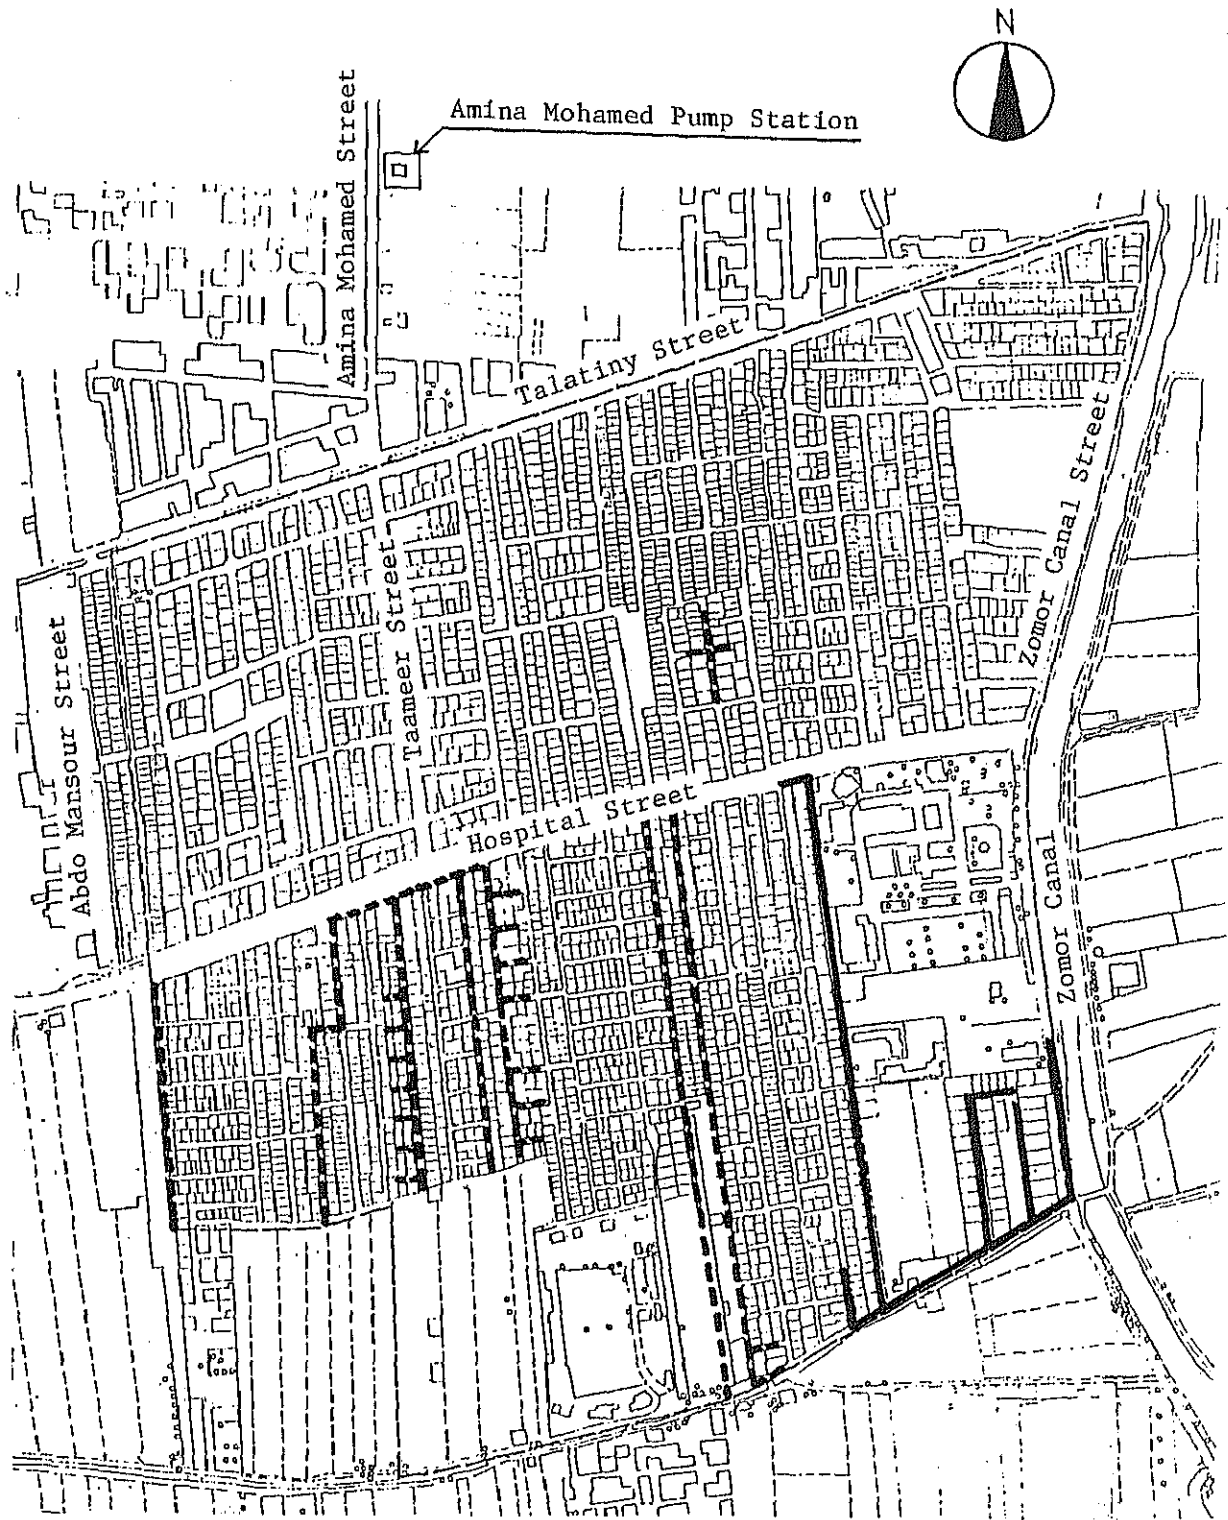 N
Amina Mohamed Pump Station
Amina Mohamed Street
Talatiny Street
Abdo Mansour Street
Taameer Street
Hospital Street
Zomor Canal Street
Zomor Canal